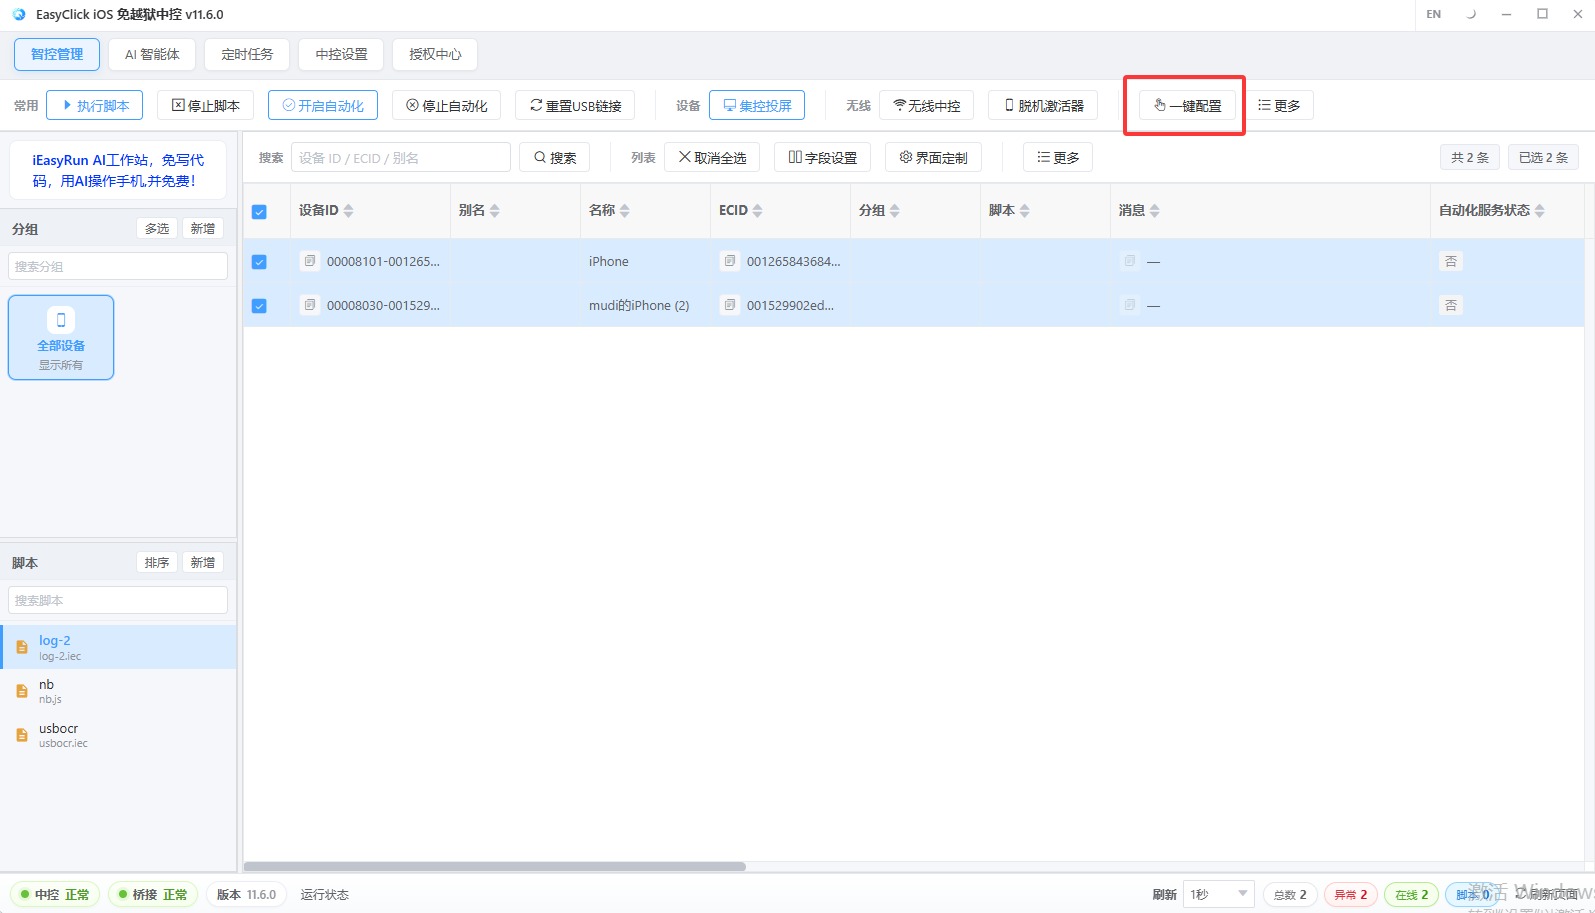 EasyClick iOS 免越狱中控 v11.6.0
EN
智控管理 AI 智能体 定时任务 中控设置 授权中心
常用 执行脚本 停止脚本 开启自动化 停止自动化 重置USB链接 设备 集控投屏 无线 无线中控 脱机激活器 一键配置 更多
iEasyRun AI工作站，免写代
码，用AI操作手机,并免费！
搜索 设备 ID / ECID / 别名 搜索 列表 取消全选 字段设置 界面定制 更多 共 2 条 已选 2 条
分组 多选 新增
搜索分组
全部设备
显示所有
设备ID 别名 名称 ECID 分组 脚本 消息 自动化服务状态
00008101-001265... iPhone 001265843684... — 否
00008030-001529... mudi的iPhone (2) 001529902ed... — 否
脚本 排序 新增
搜索脚本
log-2
log-2.iec
nb
nb.js
usbocr
usbocr.iec
中控 正常 桥接 正常 版本 11.6.0 运行状态 刷新 1秒 总数 2 异常 2 在线 2 脚本 0 刷新页面
激活 Windows